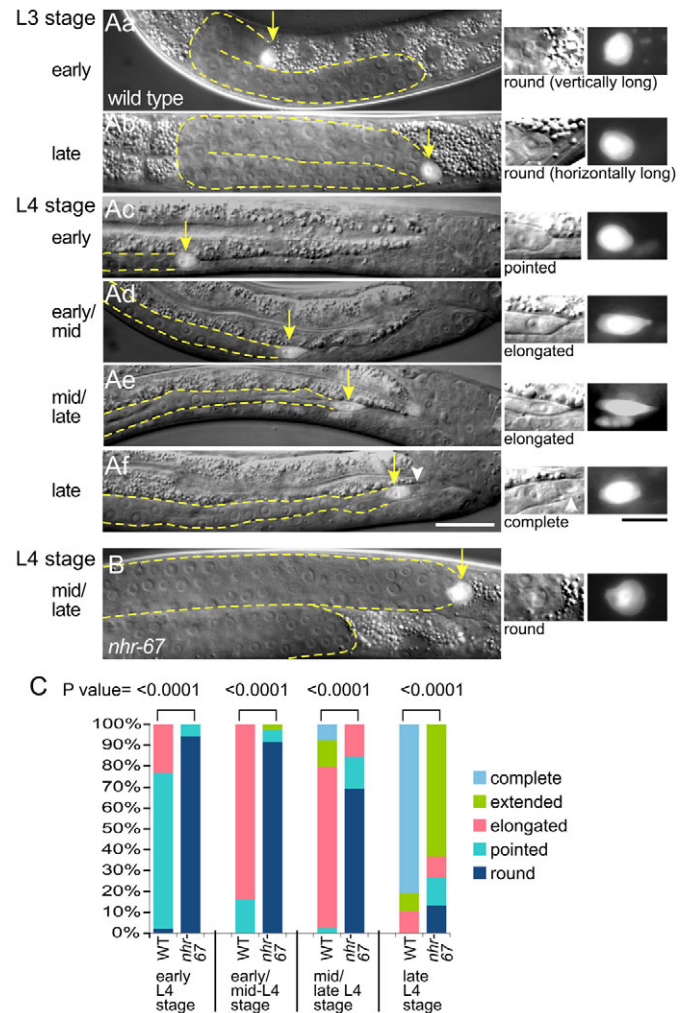 L3 stage
Aa
early
wild type
round (vertically long)
Ab
late
round (horizontally long)
L4 stage
Ac
early
pointed
Ad
early/
mid
elongated
Ae
mid/
late
elongated
Af
late
complete
L4 stage
B
mid/
late
nhr-67
round
C
P value= <0.0001 <0.0001 <0.0001 <0.0001
100%
90%
80%
70%
60%
50%
40%
30%
20%
10%
0%
complete
extended
elongated
pointed
round
WT nhr-67 WT nhr-67 WT nhr-67 WT nhr-67
early L4 stage
early/ mid-L4 stage
mid/ late L4 stage
late L4 stage